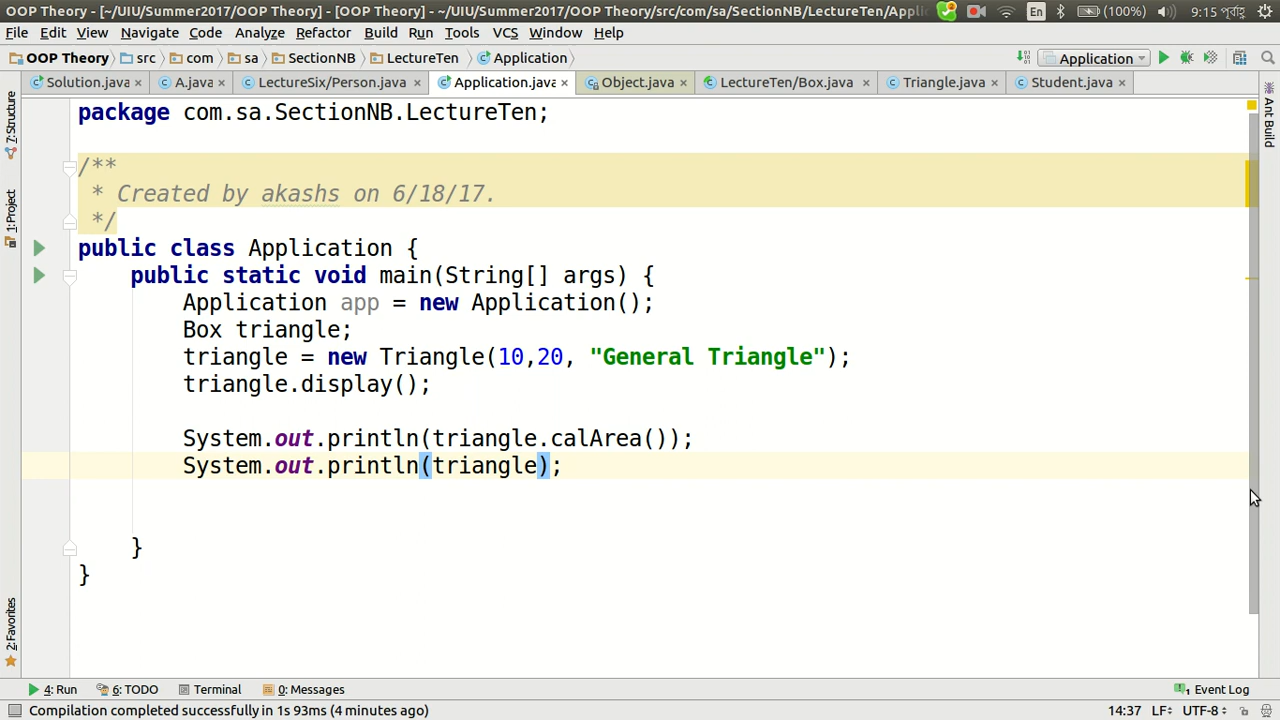 OOP Theory - [~/UIU/Summer2017/OOP Theory] - [OOP Theory] - ~/UIU/Summer2017/OOP Theory/src/com/sa/SectionNB/LectureTen/Appli
En (100%) 9:15 পূর্বাহ্ন
File Edit View Navigate Code Analyze Refactor Build Run Tools VCS Window Help
OOP Theory src com sa SectionNB LectureTen Application Application
Solution.java A.java LectureSix/Person.java Application.java Object.java LectureTen/Box.java Triangle.java Student.java
7: Structure
1: Project
2: Favorites
Ant Build
package com.sa.SectionNB.LectureTen;
/**
* Created by akashs on 6/18/17.
*/
public class Application {
public static void main(String[] args) {
Application app = new Application();
Box triangle;
triangle = new Triangle(10,20, "General Triangle");
triangle.display();
System.out.println(triangle.calArea());
System.out.println(triangle);
}
}
4: Run 6: TODO Terminal 0: Messages Event Log
Compilation completed successfully in 1s 93ms (4 minutes ago) 14:37 LF÷ UTF-8÷